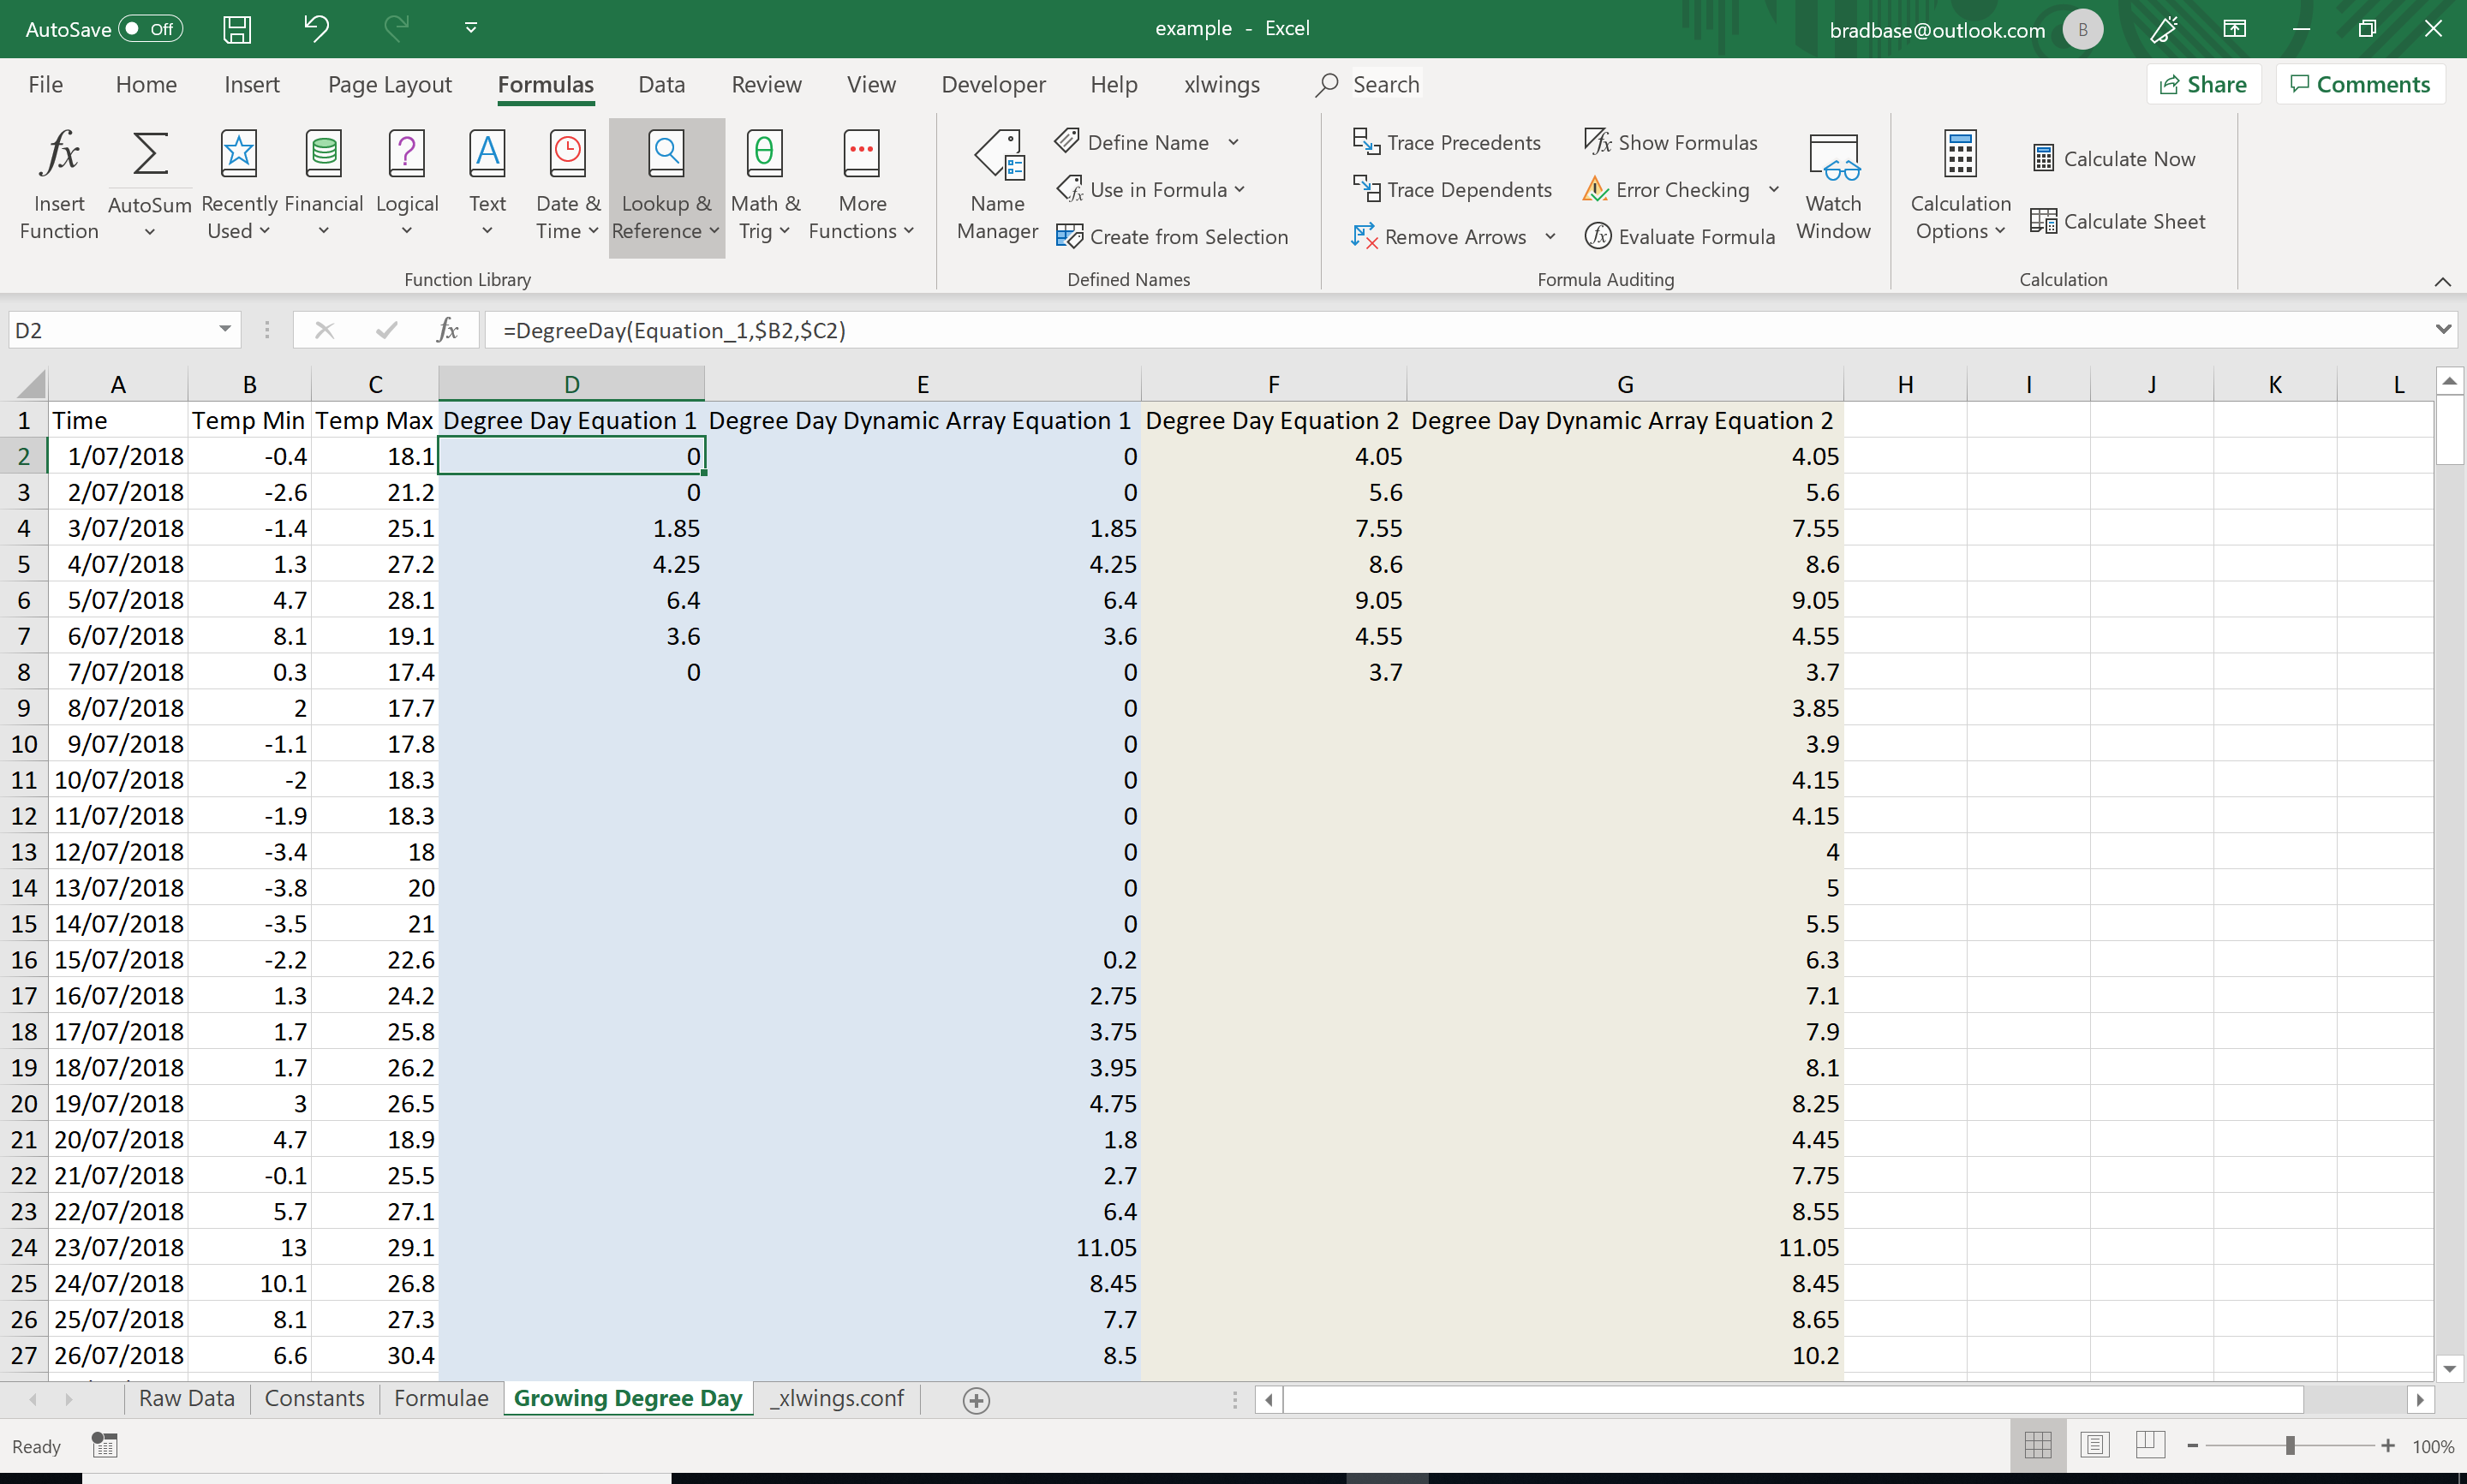 AutoSave Off example - Excel bradbase@outlook.com B
File Home Insert Page Layout Formulas Data Review View Developer Help xlwings Search Share Comments
Insert Function
AutoSum
Recently Used
Financial
Logical
Text
Date & Time
Lookup & Reference
Math & Trig
More Functions
Function Library
Name Manager
Define Name
Use in Formula
Create from Selection
Defined Names
Trace Precedents
Trace Dependents
Remove Arrows
Show Formulas
Error Checking
Evaluate Formula
Watch Window
Formula Auditing
Calculation Options
Calculate Now
Calculate Sheet
Calculation
D2 fx =DegreeDay(Equation_1,$B2,$C2)
A B C D E F G H I J K L
1 Time Temp Min Temp Max Degree Day Equation 1 Degree Day Dynamic Array Equation 1 Degree Day Equation 2 Degree Day Dynamic Array Equation 2
2 1/07/2018 -0.4 18.1 0 0 4.05 4.05
3 2/07/2018 -2.6 21.2 0 0 5.6 5.6
4 3/07/2018 -1.4 25.1 1.85 1.85 7.55 7.55
5 4/07/2018 1.3 27.2 4.25 4.25 8.6 8.6
6 5/07/2018 4.7 28.1 6.4 6.4 9.05 9.05
7 6/07/2018 8.1 19.1 3.6 3.6 4.55 4.55
8 7/07/2018 0.3 17.4 0 0 3.7 3.7
9 8/07/2018 2 17.7 0 3.85
10 9/07/2018 -1.1 17.8 0 3.9
11 10/07/2018 -2 18.3 0 4.15
12 11/07/2018 -1.9 18.3 0 4.15
13 12/07/2018 -3.4 18 0 4
14 13/07/2018 -3.8 20 0 5
15 14/07/2018 -3.5 21 0 5.5
16 15/07/2018 -2.2 22.6 0.2 6.3
17 16/07/2018 1.3 24.2 2.75 7.1
18 17/07/2018 1.7 25.8 3.75 7.9
19 18/07/2018 1.7 26.2 3.95 8.1
20 19/07/2018 3 26.5 4.75 8.25
21 20/07/2018 4.7 18.9 1.8 4.45
22 21/07/2018 -0.1 25.5 2.7 7.75
23 22/07/2018 5.7 27.1 6.4 8.55
24 23/07/2018 13 29.1 11.05 11.05
25 24/07/2018 10.1 26.8 8.45 8.45
26 25/07/2018 8.1 27.3 7.7 8.65
27 26/07/2018 6.6 30.4 8.5 10.2
Raw Data Constants Formulae Growing Degree Day _xlwings.conf
Ready 100%